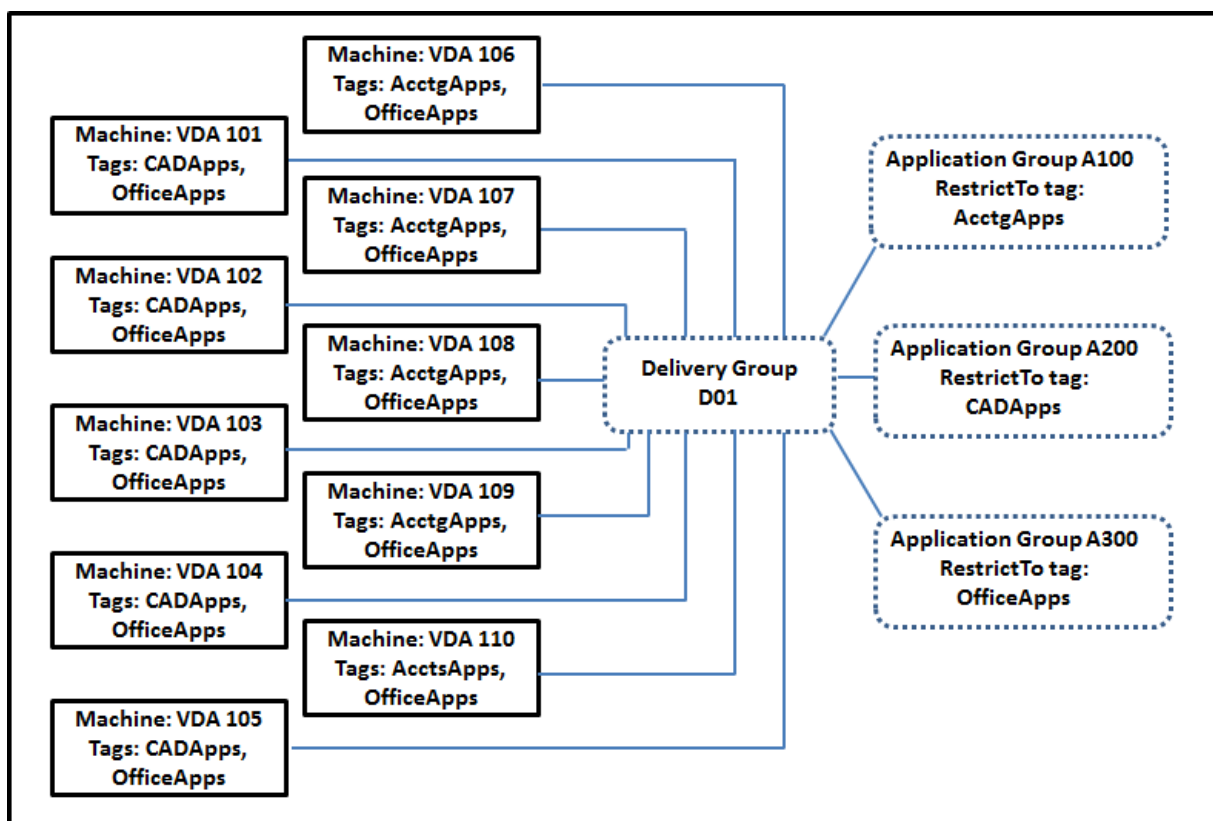 Machine: VDA 106
Tags: AcctgApps,
OfficeApps
Machine: VDA 101
Tags: CADApps,
OfficeApps
Machine: VDA 107
Tags: AcctgApps,
OfficeApps
Machine: VDA 102
Tags: CADApps,
OfficeApps
Machine: VDA 108
Tags: AcctgApps,
OfficeApps
Machine: VDA 103
Tags: CADApps,
OfficeApps
Machine: VDA 109
Tags: AcctgApps,
OfficeApps
Machine: VDA 104
Tags: CADApps,
OfficeApps
Machine: VDA 110
Tags: AcctsApps,
OfficeApps
Machine: VDA 105
Tags: CADApps,
OfficeApps
Delivery Group
D01
Application Group A100
RestrictTo tag:
AcctgApps
Application Group A200
RestrictTo tag:
CADApps
Application Group A300
RestrictTo tag:
OfficeApps